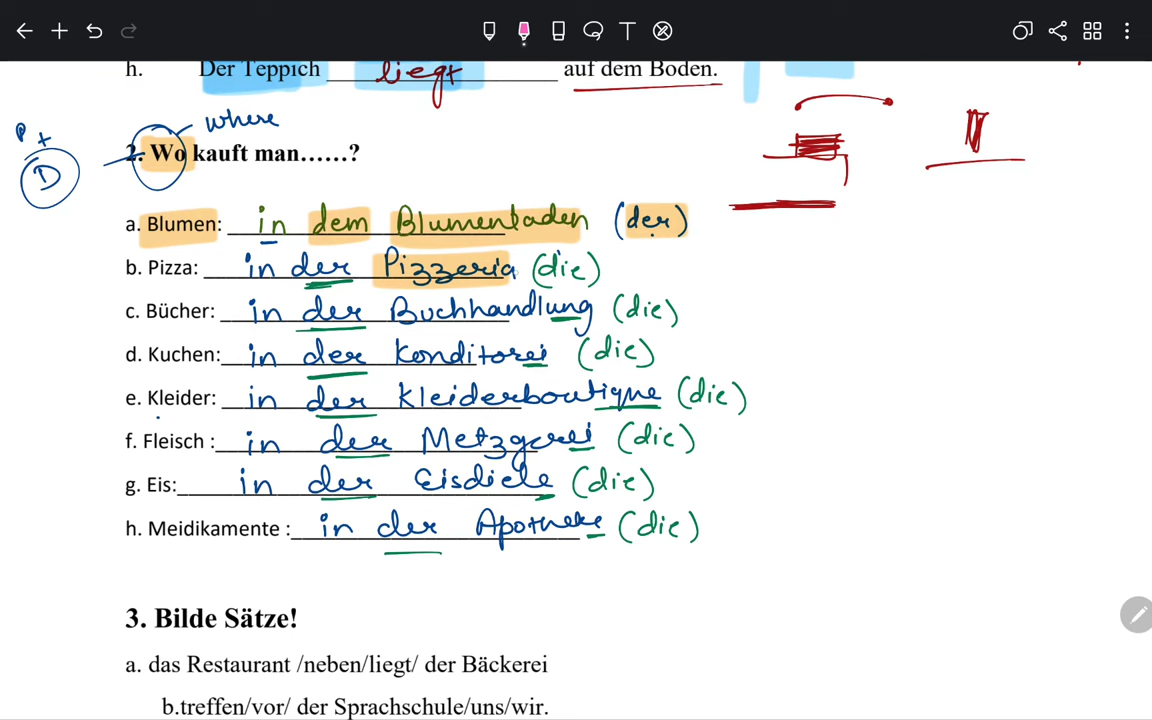 h. Der Teppich liegt auf dem Boden.
where
P +
D
2. Wo kauft man……?
a. Blumen: in dem Blumenladen (der)
b. Pizza: in der Pizzeria (die)
c. Bücher: in der Buchhandlung (die)
d. Kuchen: in der Konditorei (die)
e. Kleider: in der Kleiderboutique (die)
f. Fleisch : in der Metzgerei (die)
g. Eis: in der Eisdiele (die)
h. Meidikamente : in der Apotheke (die)
3. Bilde Sätze!
a. das Restaurant /neben/liegt/ der Bäckerei
b.treffen/vor/ der Sprachschule/uns/wir.